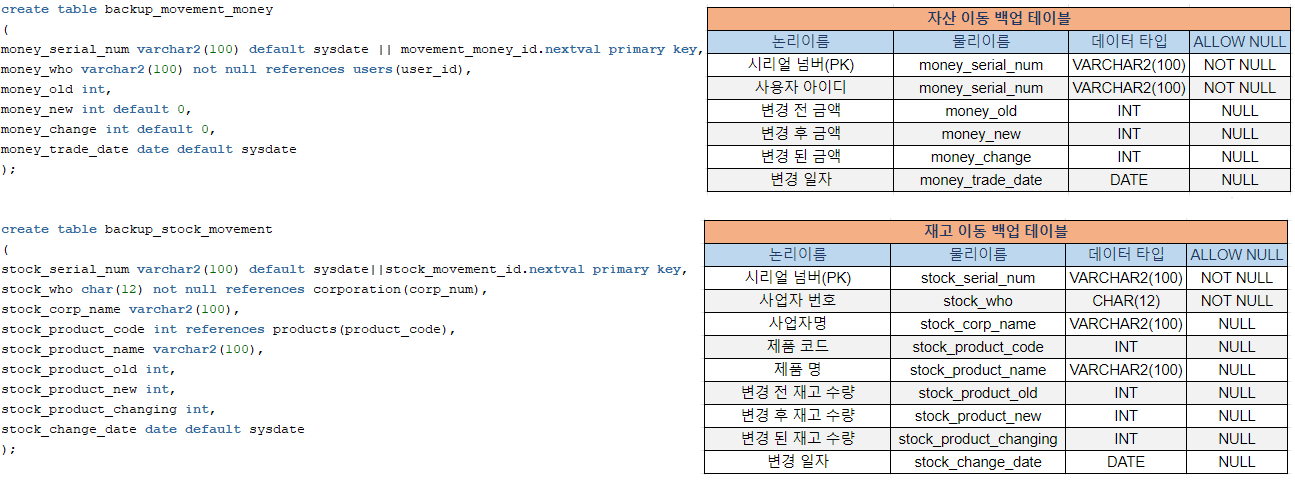 create table backup_movement_money
(
money_serial_num varchar2(100) default sysdate || movement_money_id.nextval primary key,
money_who varchar2(100) not null references users(user_id),
money_old int,
money_new int default 0,
money_change int default 0,
money_trade_date date default sysdate
);
자산 이동 백업 테이블
논리이름 물리이름 데이터 타입 ALLOW NULL
시리얼 넘버(PK) money_serial_num VARCHAR2(100) NOT NULL
사용자 아이디 money_serial_num VARCHAR2(100) NOT NULL
변경 전 금액 money_old INT NULL
변경 후 금액 money_new INT NULL
변경 된 금액 money_change INT NULL
변경 일자 money_trade_date DATE NULL
create table backup_stock_movement
(
stock_serial_num varchar2(100) default sysdate||stock_movement_id.nextval primary key,
stock_who char(12) not null references corporation(corp_num),
stock_corp_name varchar2(100),
stock_product_code int references products(product_code),
stock_product_name varchar2(100),
stock_product_old int,
stock_product_new int,
stock_product_changing int,
stock_change_date date default sysdate
);
재고 이동 백업 테이블
논리이름 물리이름 데이터 타입 ALLOW NULL
시리얼 넘버(PK) stock_serial_num VARCHAR2(100) NOT NULL
사업자 번호 stock_who CHAR(12) NOT NULL
사업자명 stock_corp_name VARCHAR2(100) NULL
제품 코드 stock_product_code INT NULL
제품 명 stock_product_name VARCHAR2(100) NULL
변경 전 재고 수량 stock_product_old INT NULL
변경 후 재고 수량 stock_product_new INT NULL
변경 된 재고 수량 stock_product_changing INT NULL
변경 일자 stock_change_date DATE NULL